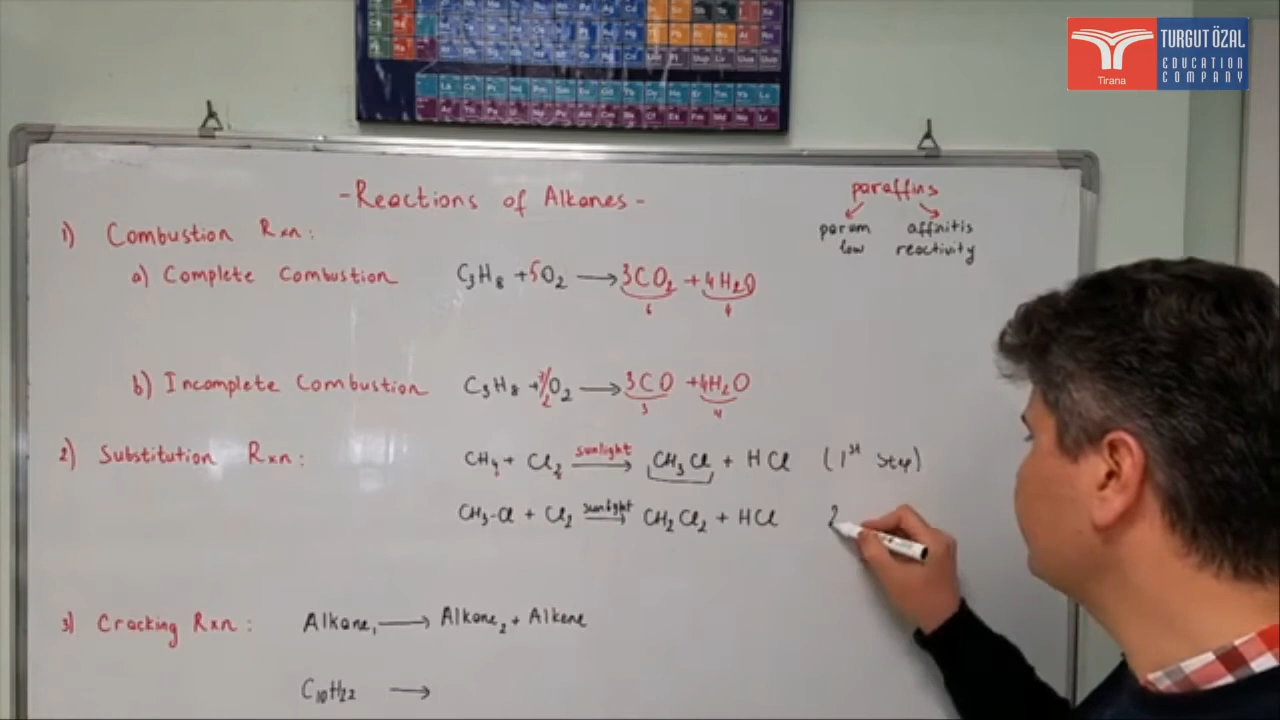 TURGUT ÖZAL
EDUCATION
COMPANY
Tirana
-Reactions of Alkanes-
paraffins
param affinitis
low reactivity
1) Combustion Rxn:
a) Complete Combustion C₃H₈ + 5O₂ → 3CO₂ + 4H₂O
6 4
b) Incomplete Combustion C₃H₈ + 7/2 O₂ → 3CO + 4H₂O
3 4
2) Substitution Rxn: CH₄ + Cl₂ sunlight → CH₃Cl + HCl (1st Step)
CH₃-Cl + Cl₂ sunlight → CH₂Cl₂ + HCl 2
3) Cracking Rxn: Alkane₁ → Alkane₂ + Alkene
C₁₀H₂₂ →